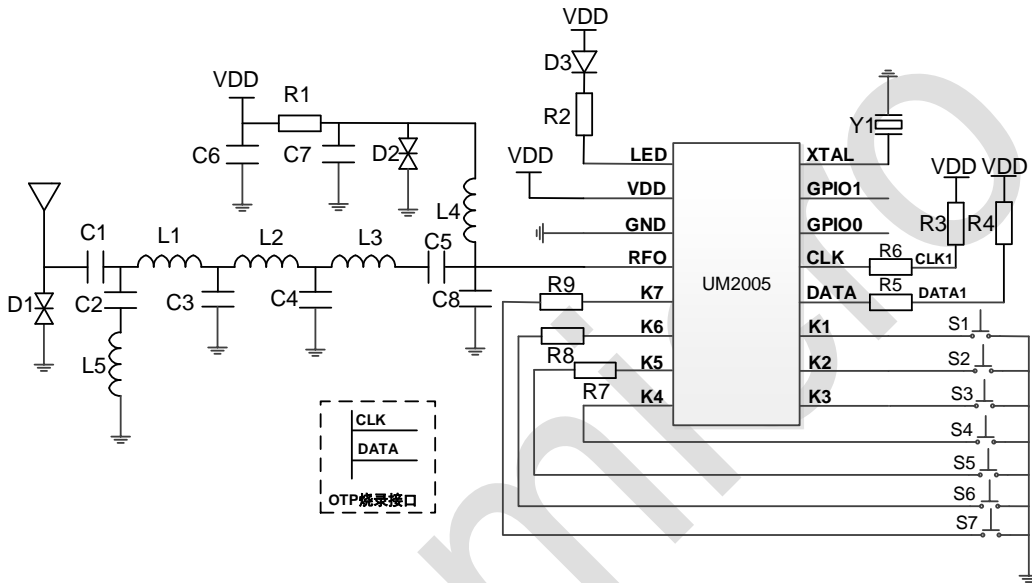 VDD
D3
R2
VDD
R1
C6
C7
D2
VDD
L4
LED
VDD
GND
RFO
K7
K6
K5
K4
UM2005
XTAL
GPIO1
GPIO0
CLK
DATA
K1
K2
K3
Y1
VDD
VDD
R3
R4
R6
CLK1
R5
DATA1
C1
L1
L2
L3
C5
D1
C2
C3
C4
C8
L5
R9
R8
R7
S1
S2
S3
S4
S5
S6
S7
CLK
DATA
OTP烧录接口
micro